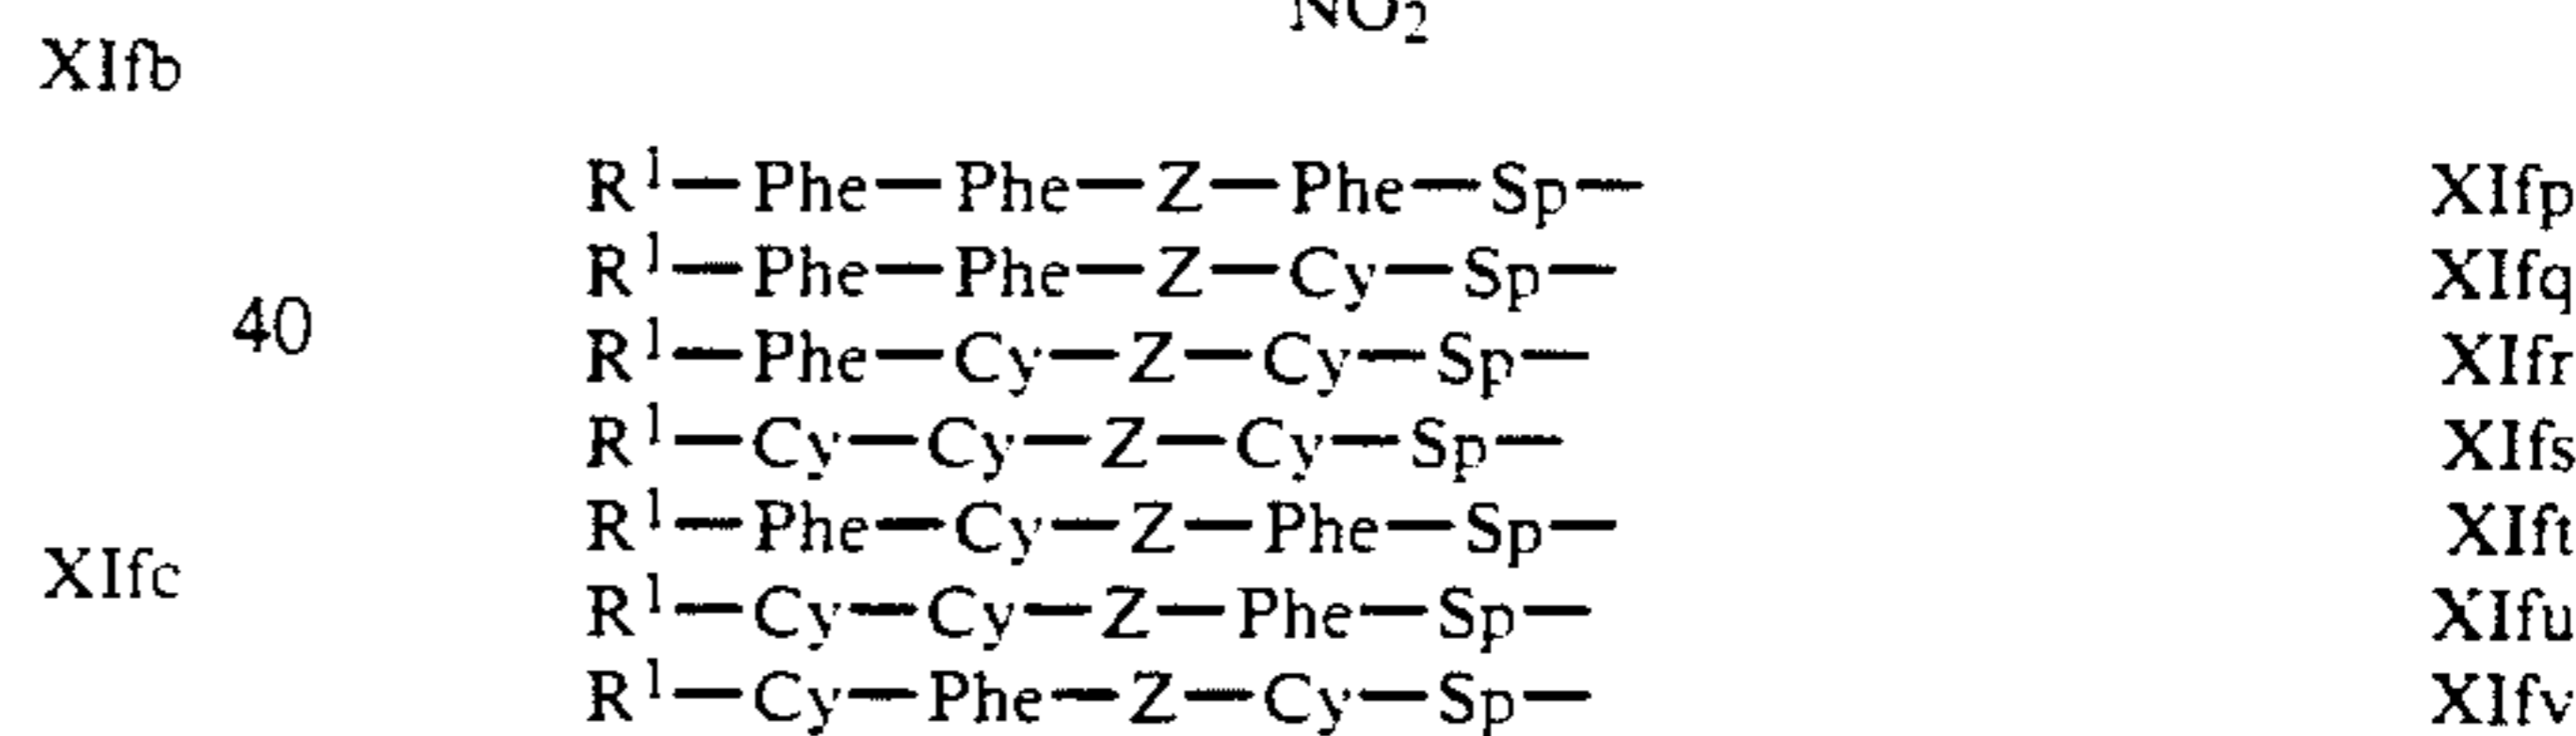 NO₂
XIfb
R¹—Phe—Phe—Z—Phe—Sp— XIfp
R¹—Phe—Phe—Z—Cy—Sp— XIfq
40
R¹—Phe—Cy—Z—Cy—Sp— XIfr
R¹—Cy—Cy—Z—Cy—Sp— XIfs
R¹—Phe—Cy—Z—Phe—Sp— XIft
XIfc
R¹—Cy—Cy—Z—Phe—Sp— XIfu
R¹—Cy—Phe—Z—Cy—Sp— XIfv